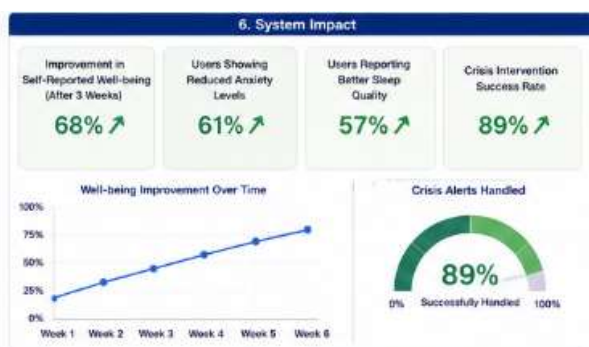 6. System Impact
Improvement in
Self-Reported Well-being
(After 3 Weeks)
68%↗
Users Showing
Reduced Anxiety
Levels
61%↗
Users Reporting
Better Sleep
Quality
57%↗
Crisis Intervention
Success Rate
89%↗
Well-being Improvement Over Time
100%
75%
50%
25%
0%
Week 1 Week 2 Week 3 Week 4 Week 5 Week 6
Crisis Alerts Handled
89%
0% Successfully Handled 100%